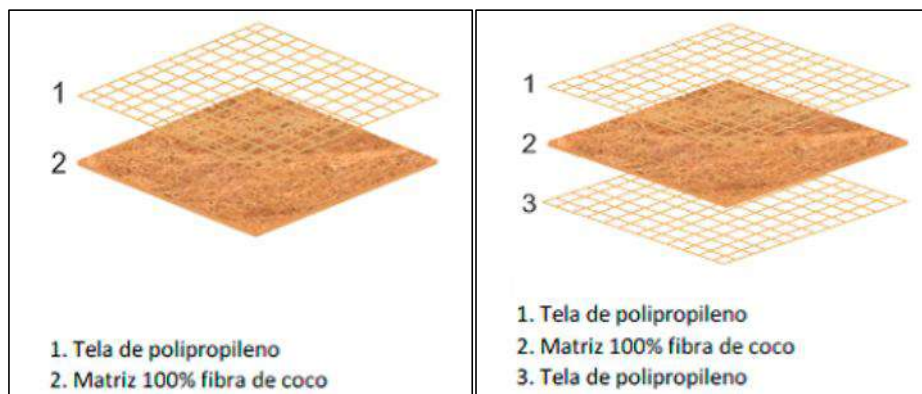 1
2
1. Tela de polipropileno
2. Matriz 100% fibra de coco
1
2
3
1. Tela de polipropileno
2. Matriz 100% fibra de coco
3. Tela de polipropileno